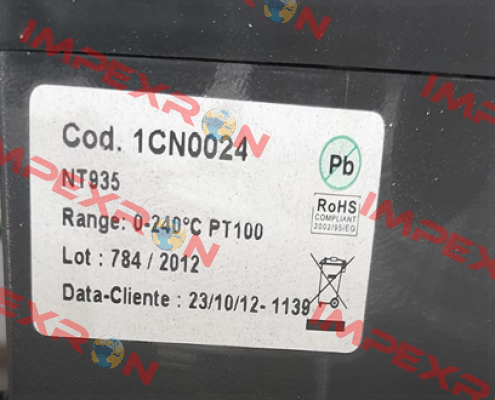 IMPEXRON
Cod. 1CN0024
Pb
NT935
RoHS
COMPLIANT
2002/95/EG
Range: 0-240°C PT100
Lot : 784 / 2012
Data-Cliente : 23/10/12- 1139
IMPEXRON
IMPEXRON
IMPEXRON